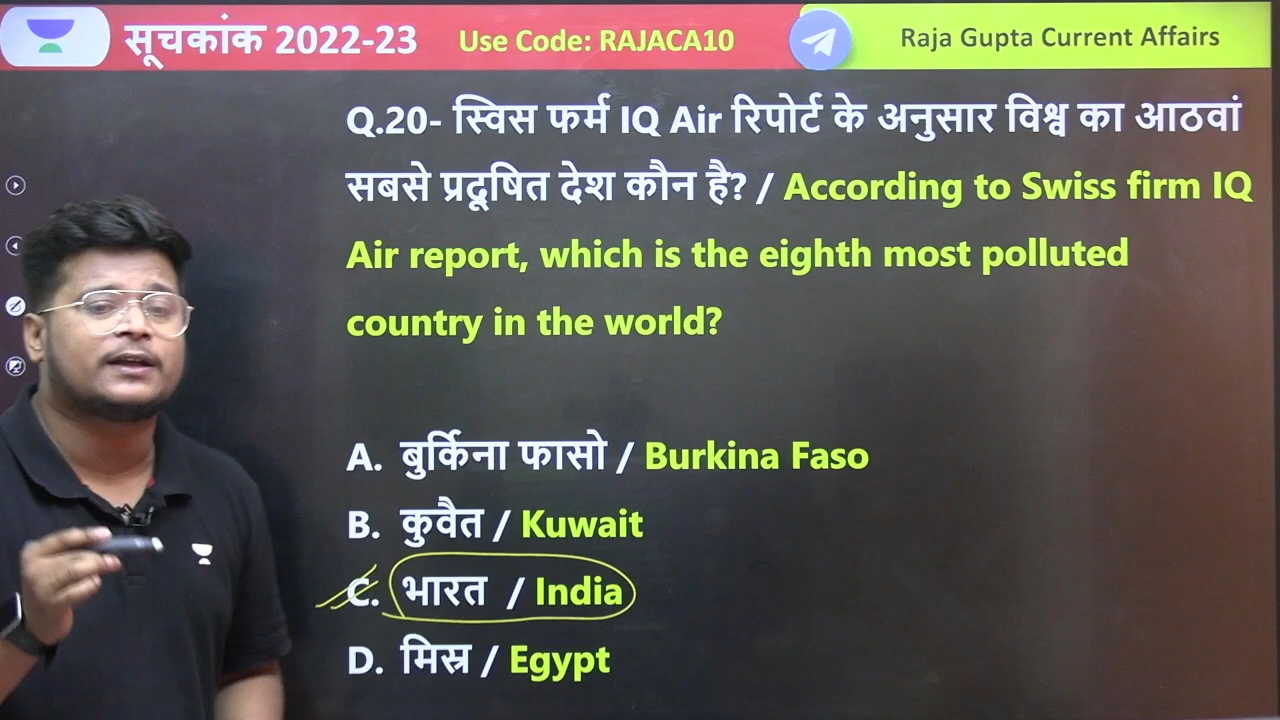 सूचकांक 2022-23 Use Code: RAJACA10 Raja Gupta Current Affairs
Q.20- स्विस फर्म IQ Air रिपोर्ट के अनुसार विश्व का आठवां
सबसे प्रदूषित देश कौन है? / According to Swiss firm IQ
Air report, which is the eighth most polluted
country in the world?
A. बुर्किना फासो / Burkina Faso
B. कुवैत / Kuwait
C. भारत / India
D. मिस्र / Egypt